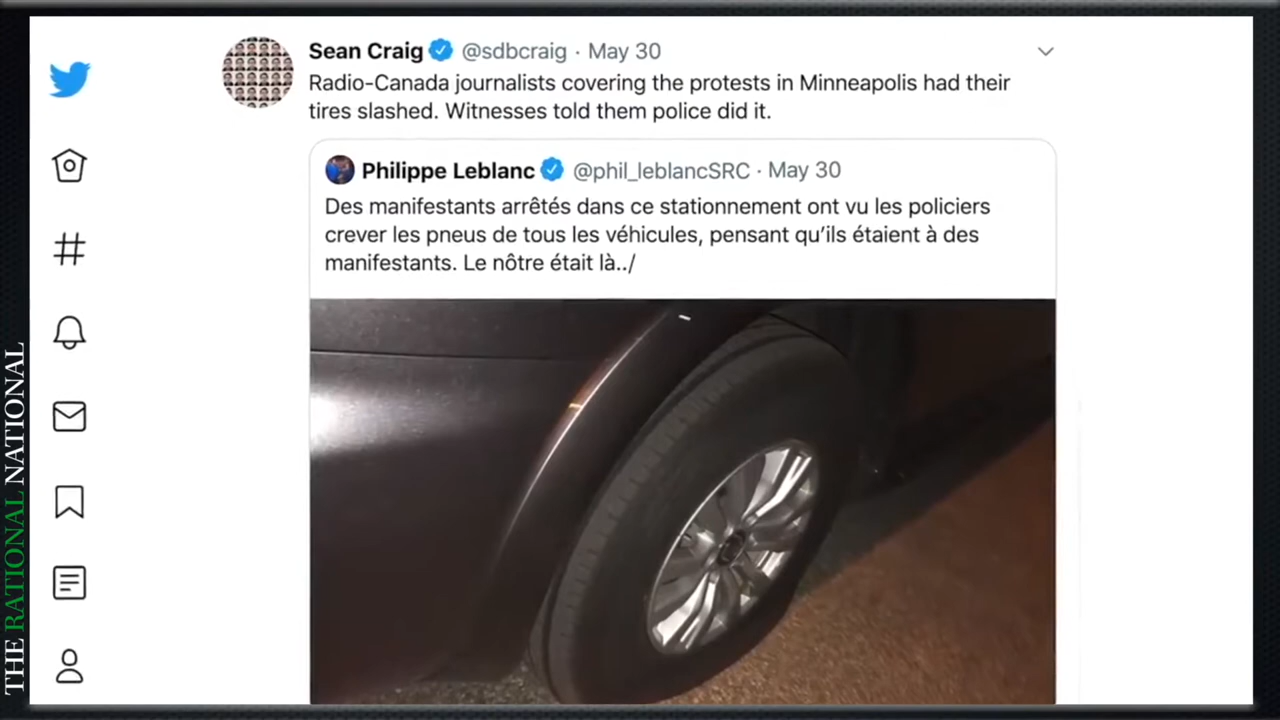 Sean Craig @sdbcraig · May 30
Radio-Canada journalists covering the protests in Minneapolis had their
tires slashed. Witnesses told them police did it.
Philippe Leblanc @phil_leblancSRC · May 30
Des manifestants arrêtés dans ce stationnement ont vu les policiers
crever les pneus de tous les véhicules, pensant qu’ils étaient à des
manifestants. Le nôtre était là../
THE RATIONAL NATIONAL